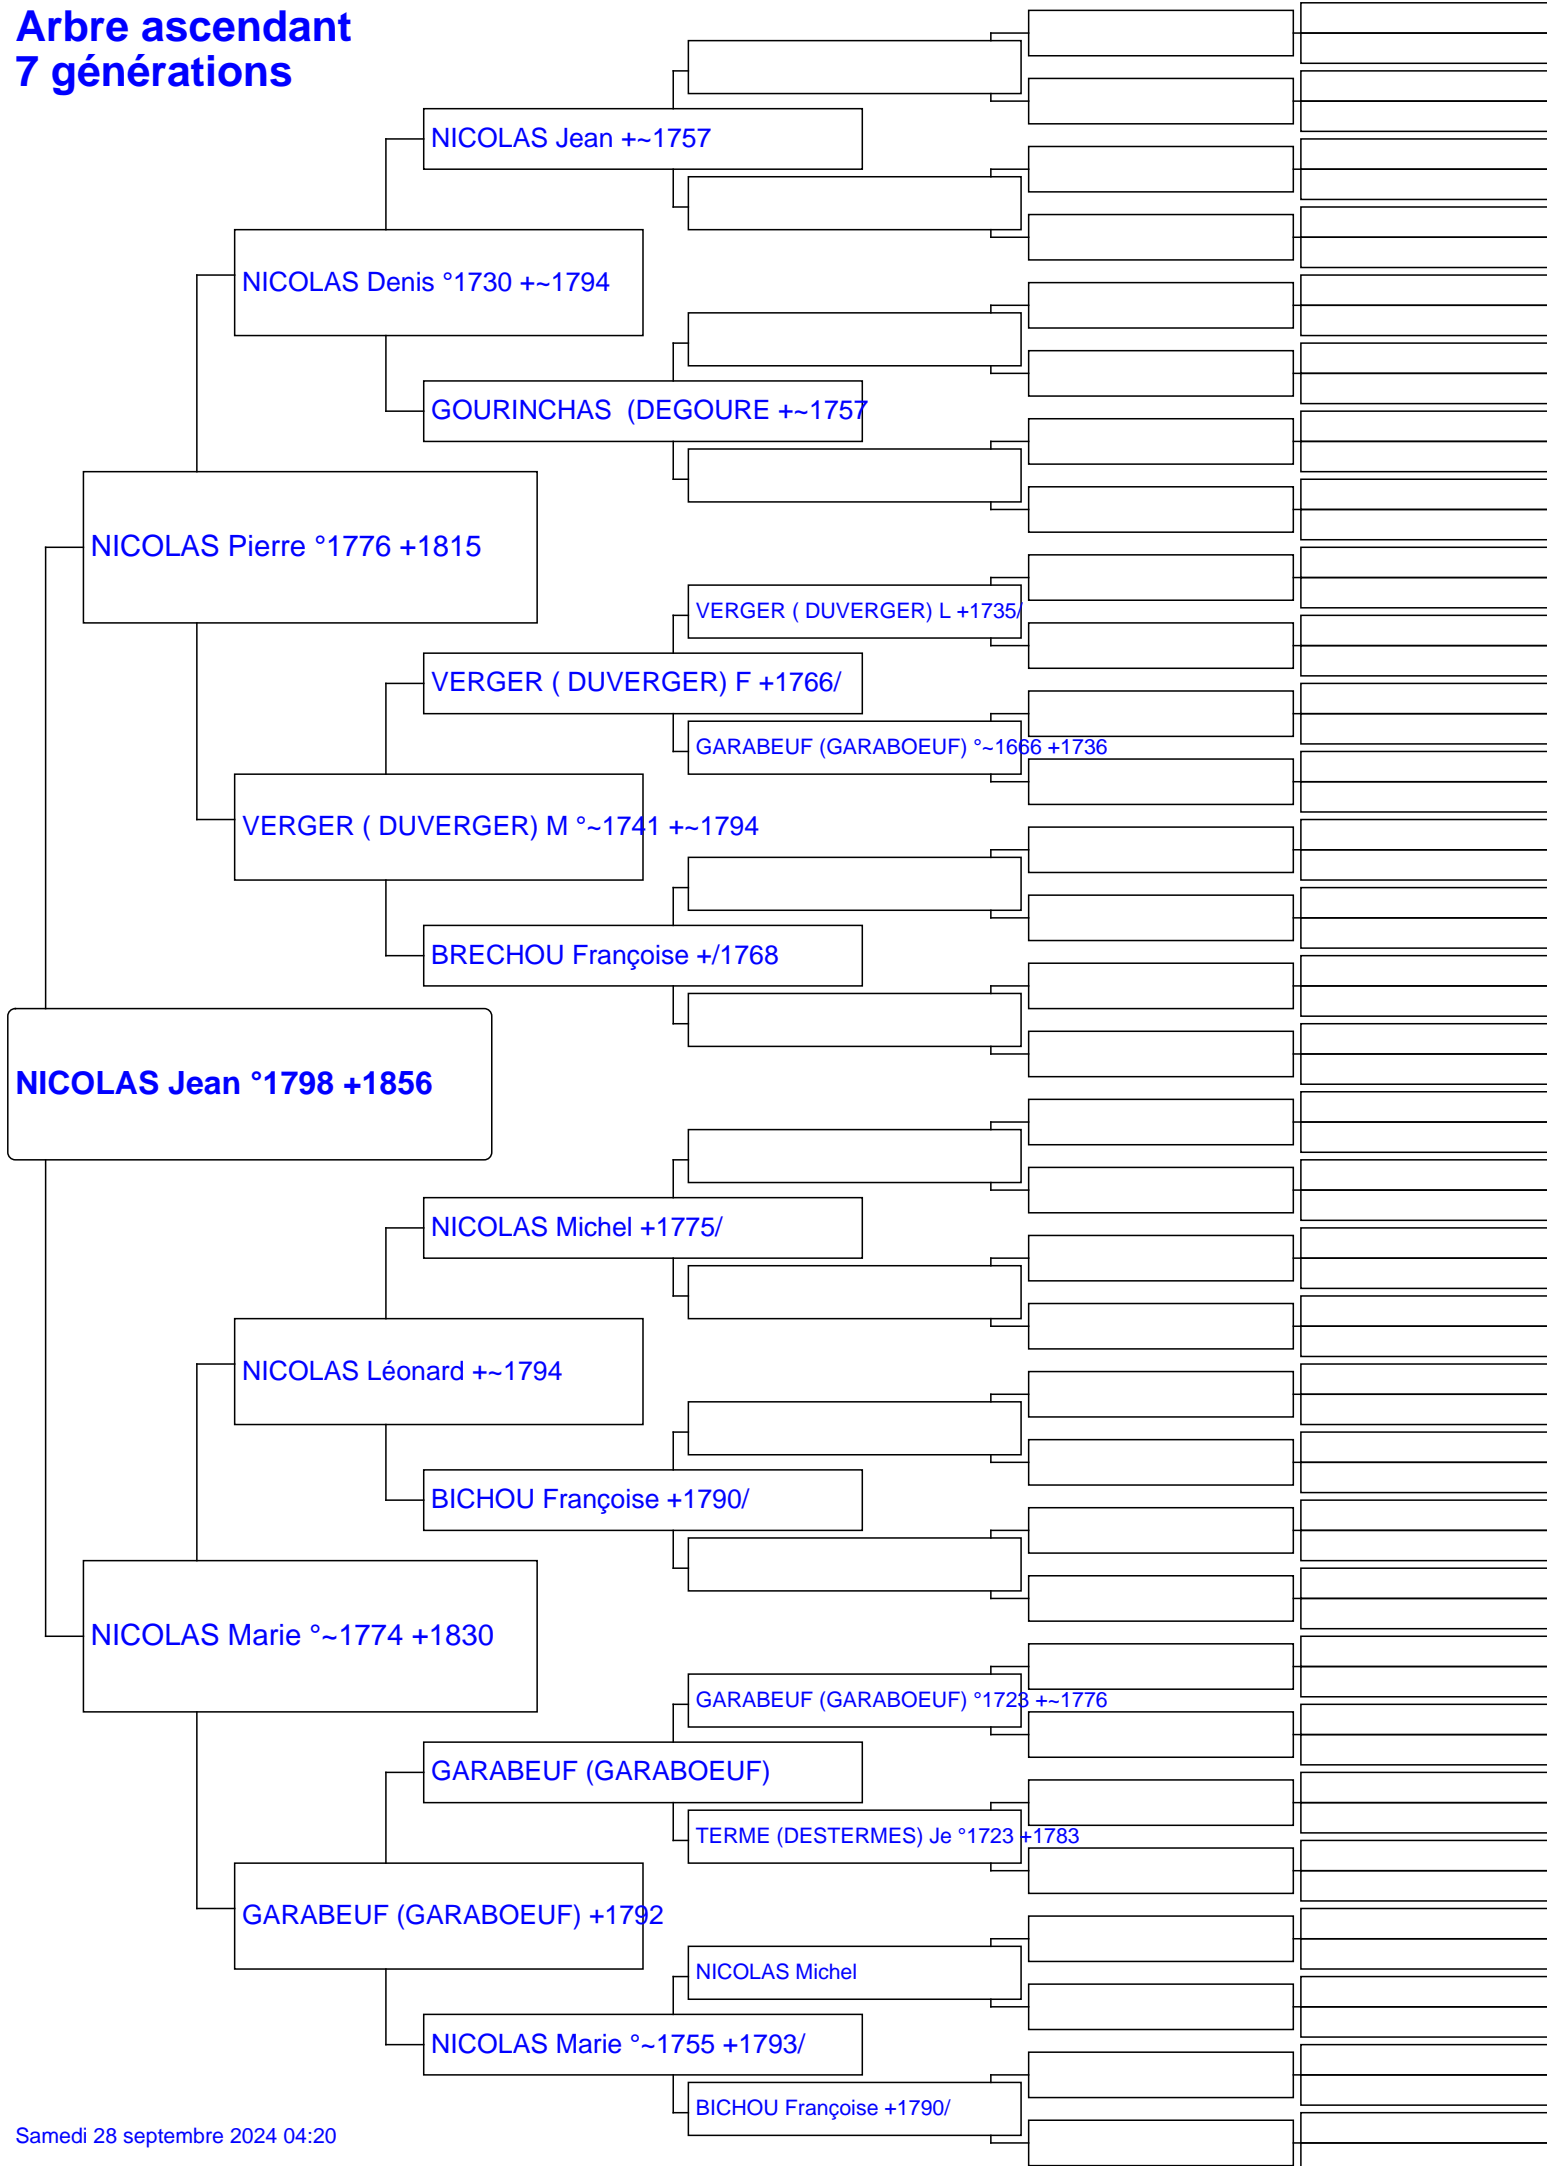 Arbre ascendant
7 générations
NICOLAS Jean +~1757
NICOLAS Denis °1730 +~1794
GOURINCHAS  (DEGOURE +~1757
NICOLAS Pierre °1776 +1815
VERGER ( DUVERGER) L +1735/
VERGER ( DUVERGER) F +1766/
GARABEUF (GARABOEUF) °~1666 +1736
VERGER ( DUVERGER) M °~1741 +~1794
BRECHOU Françoise +/1768
NICOLAS Jean °1798 +1856
NICOLAS Michel +1775/
NICOLAS Léonard +~1794
BICHOU Françoise +1790/
NICOLAS Marie °~1774 +1830
GARABEUF (GARABOEUF) °1723 +~1776
GARABEUF (GARABOEUF)
TERME (DESTERMES) Je °1723 +1783
GARABEUF (GARABOEUF) +1792
NICOLAS Michel
NICOLAS Marie °~1755 +1793/
BICHOU Françoise +1790/
Samedi 28 septembre 2024 04:20